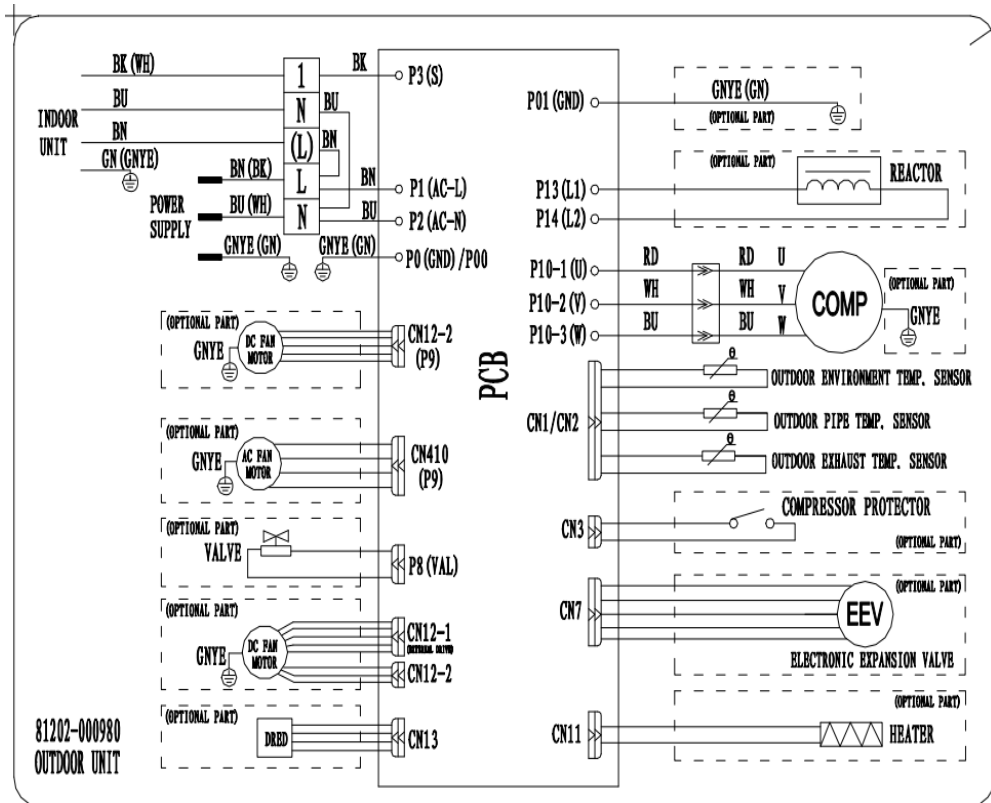 BK (WH)
BU
INDOOR
UNIT
BN
GN (GNYE)
BN (BK)
POWER
SUPPLY
BU (WH)
GNYE (GN)
1
N
(L)
L
N
BK
BU
BN
BN
BU
GNYE (GN)
P3 (S)
P1 (AC-L)
P2 (AC-N)
P0 (GND) /P00
(OPTIONAL PART)
GNYE
DC FAN
MOTOR
CN12-2
(P9)
(OPTIONAL PART)
GNYE
AC FAN
MOTOR
CN410
(P9)
(OPTIONAL PART)
VALVE
P8 (VAL)
(OPTIONAL PART)
GNYE
DC FAN
MOTOR
CN12-1
(EXTERNAL DRIVE)
CN12-2
(OPTIONAL PART)
DRED
CN13
81202-000980
OUTDOOR UNIT
PCB
P01 (GND)
GNYE (GN)
(OPTIONAL PART)
(OPTIONAL PART)
REACTOR
P13 (L1)
P14 (L2)
P10-1 (U)
RD
RD
U
P10-2 (V)
WH
WH
V
P10-3 (W)
BU
BU
W
COMP
(OPTIONAL PART)
GNYE
CN1/CN2
θ
OUTDOOR ENVIRONMENT TEMP. SENSOR
θ
OUTDOOR PIPE TEMP. SENSOR
θ
OUTDOOR EXHAUST TEMP. SENSOR
CN3
COMPRESSOR PROTECTOR
(OPTIONAL PART)
CN7
(OPTIONAL PART)
EEV
ELECTRONIC EXPANSION VALVE
(OPTIONAL PART)
CN11
HEATER